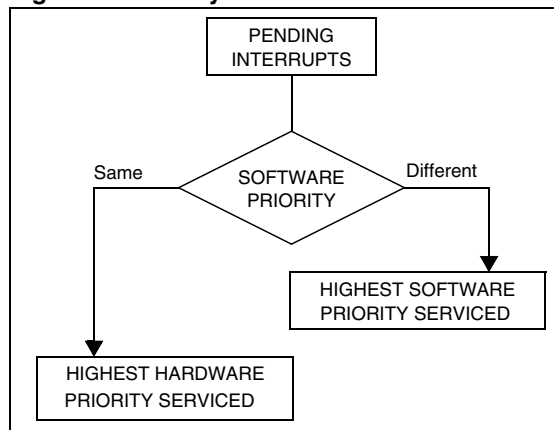 PENDING
INTERRUPTS
Same
SOFTWARE
PRIORITY
Different
HIGHEST SOFTWARE
PRIORITY SERVICED
HIGHEST HARDWARE
PRIORITY SERVICED